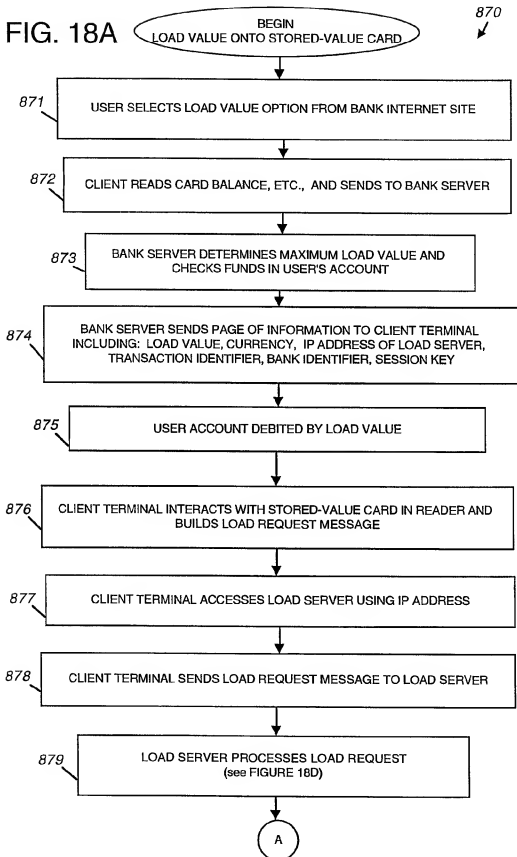 FIG. 18A
870
BEGIN
LOAD VALUE ONTO STORED-VALUE CARD
871
USER SELECTS LOAD VALUE OPTION FROM BANK INTERNET SITE
872
CLIENT READS CARD BALANCE, ETC., AND SENDS TO BANK SERVER
873
BANK SERVER DETERMINES MAXIMUM LOAD VALUE AND
CHECKS FUNDS IN USER'S ACCOUNT
874
BANK SERVER SENDS PAGE OF INFORMATION TO CLIENT TERMINAL
INCLUDING: LOAD VALUE, CURRENCY, IP ADDRESS OF LOAD SERVER,
TRANSACTION IDENTIFIER, BANK IDENTIFIER, SESSION KEY
875
USER ACCOUNT DEBITED BY LOAD VALUE
876
CLIENT TERMINAL INTERACTS WITH STORED-VALUE CARD IN READER AND
BUILDS LOAD REQUEST MESSAGE
877
CLIENT TERMINAL ACCESSES LOAD SERVER USING IP ADDRESS
878
CLIENT TERMINAL SENDS LOAD REQUEST MESSAGE TO LOAD SERVER
879
LOAD SERVER PROCESSES LOAD REQUEST
(see FIGURE 18D)
A